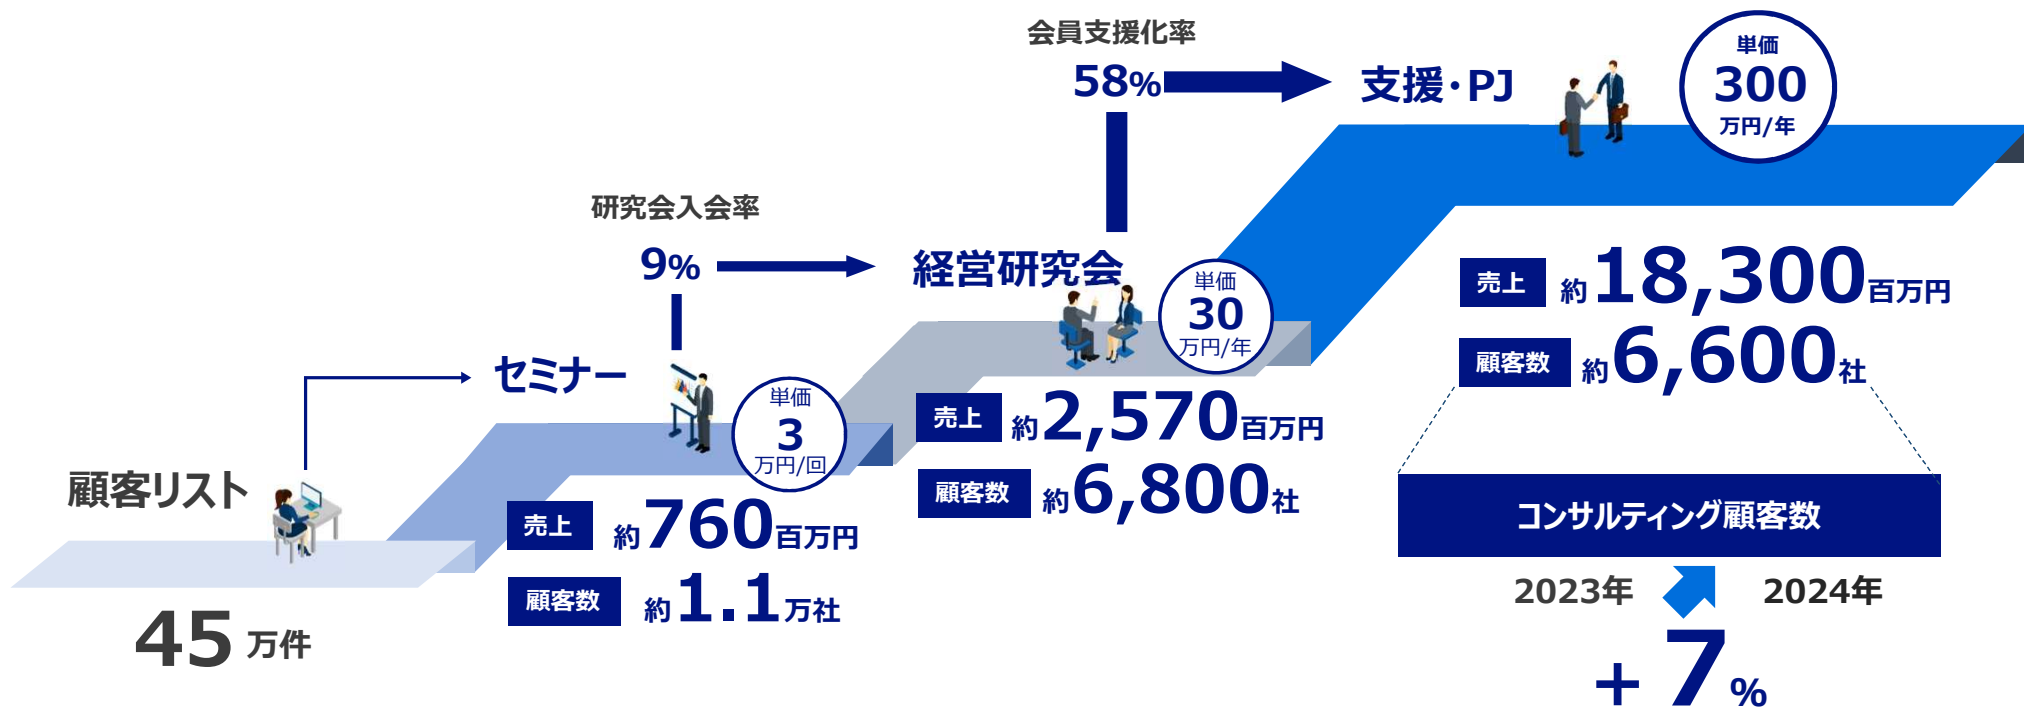 顧客リスト
45 万件
セミナー
単価
3
万円/回
売上 約760百万円
顧客数 約1.1万社
研究会入会率
9%
経営研究会
単価
30
万円/年
売上 約2,570百万円
顧客数 約6,800社
会員支援化率
58%
支援・PJ
単価
300
万円/年
売上 約18,300百万円
顧客数 約6,600社
コンサルティング顧客数
2023年 2024年
+7%